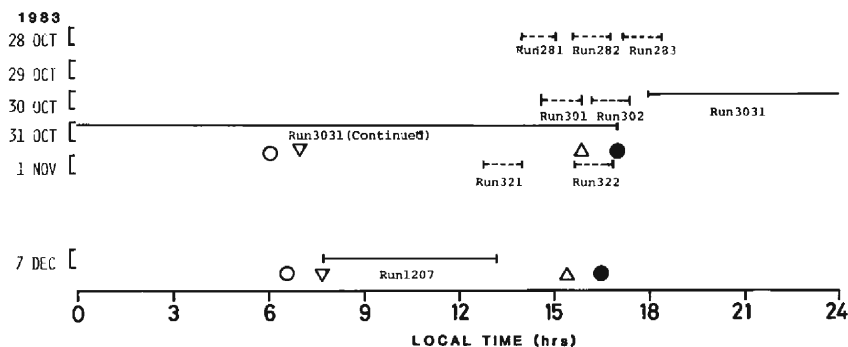 1983
28 OCT
Run281 Run282 Run283
29 OCT
30 OCT
Run301 Run302 Run3031
31 OCT
Run3031(Continued)
1 NOV
Run321 Run322
7 DEC
Run1207
0 3 6 9 12 15 18 21 24
LOCAL TIME (hrs)